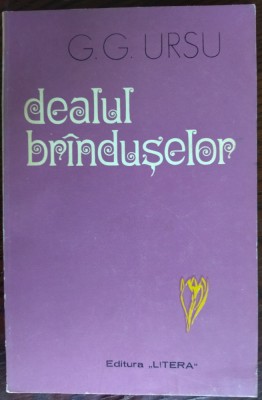 G. G. URSU
dealul
brîndușelor
Editura „LITERA"